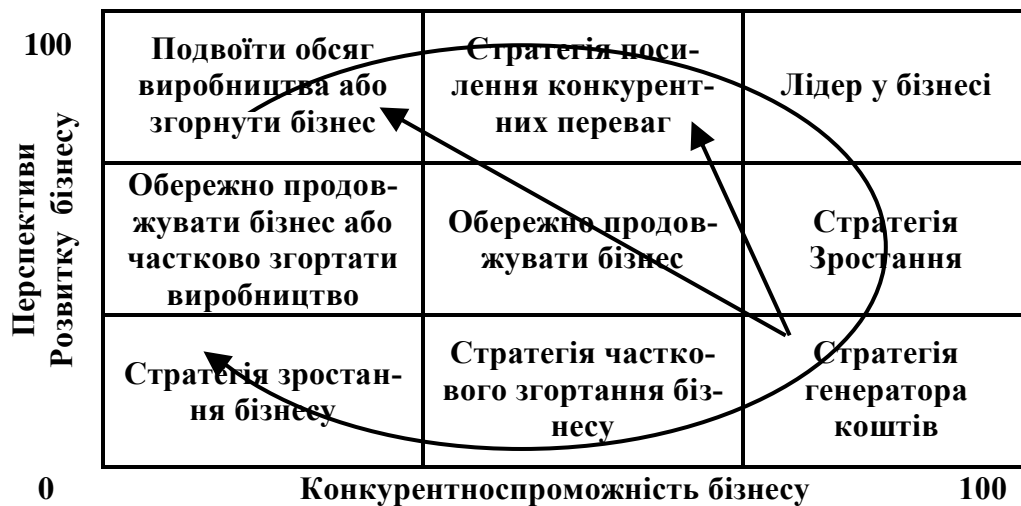 100
Перспективи
Розвитку бізнесу
Подвоїти обсяг
виробництва або
згорнути бізнес
Стратегія поси-
лення конкурент-
них переваг
Лідер у бізнесі
Обережно продов-
жувати бізнес або
частково згортати
виробництво
Обережно продов-
жувати бізнес
Стратегія
Зростання
Стратегія зростан-
ня бізнесу
Стратегія частко-
вого згортання біз-
несу
Стратегія
генератора
коштів
0
Конкурентноспроможність бізнесу
100